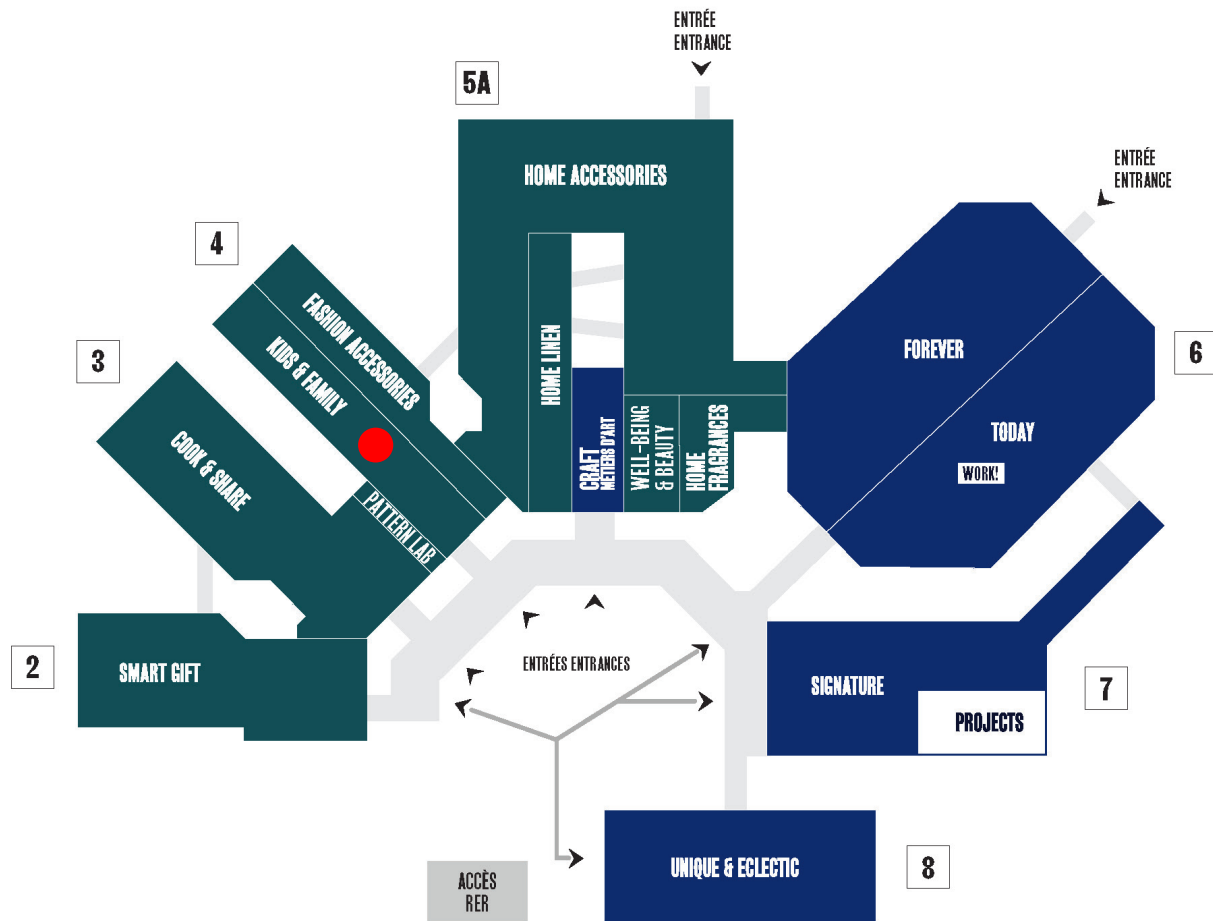 ENTRÉE
ENTRANCE
5A
HOME ACCESSORIES
ENTRÉE
ENTRANCE
4
FASHION ACCESSORIES
KIDS & FAMILY
3
COOK & SHARE
PATTERN LAB
HOME LINEN
CRAFT
MÉTIERS D'ART
WELL-BEING
& BEAUTY
HOME
FRAGRANCES
FOREVER
6
TODAY
WORK!
2
SMART GIFT
ENTRÉES ENTRANCES
SIGNATURE
7
PROJECTS
UNIQUE & ECLECTIC
8
ACCÈS
RER